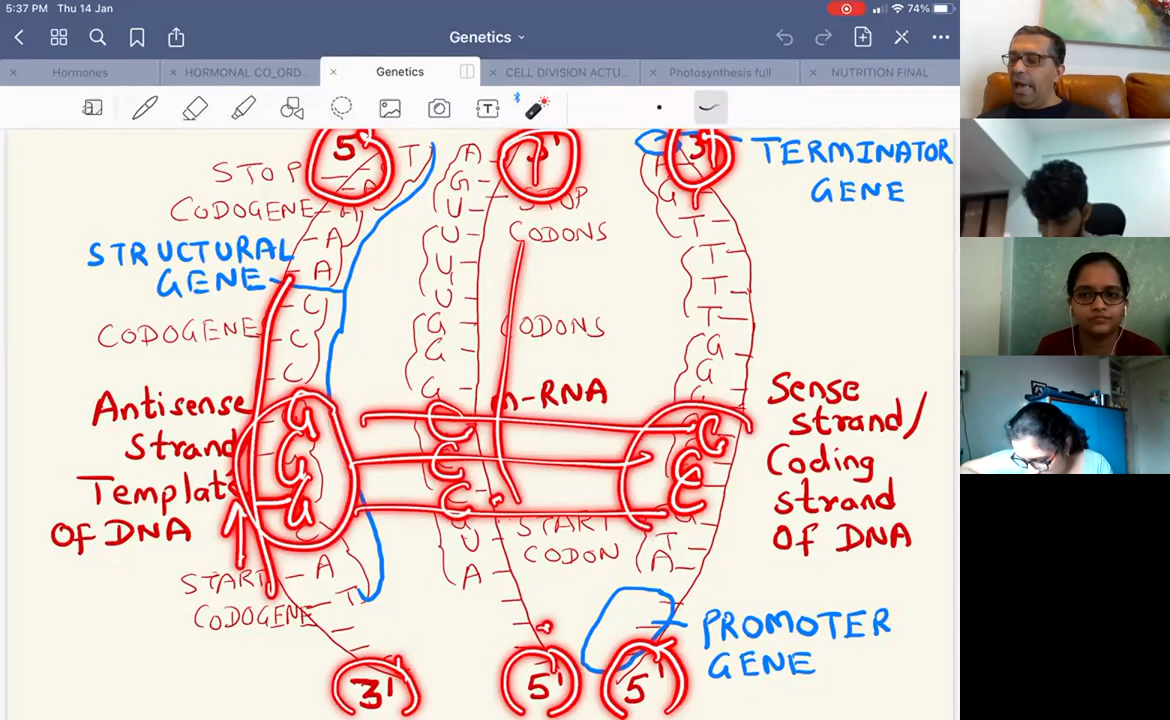 5:37 PM Thu 14 Jan
74%
Genetics
Hormones
HORMONAL CO_ORD...
Genetics
CELL DIVISION ACTU...
Photosynthesis full
NUTRITION FINAL
5'
3'
TERMINATOR
GENE
STOP
CODOGENE
STRUCTURAL
GENE
CODOGENE
Antisense
Strand
Template
OF DNA
START
CODOGENE
3'
T
A
A
A
C
C
C
G
G
G
C
A
T
A
G
U
U
U
U
G
G
G
C
C
C
G
U
A
STOP
CODONS
CODONS
m-RNA
START
CODON
5'
G
T
T
T
T
G
G
C
C
C
T
A
5'
Sense
strand/
Coding
strand
OF DNA
PROMOTER
GENE